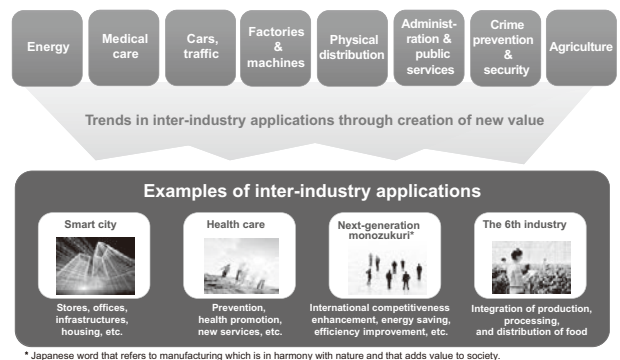 Energy
Medical
care
Cars,
traffic
Factories
&
machines
Physical
distribution
Administ-
ration &
public
services
Crime
prevention
&
security
Agriculture
Trends in inter-industry applications through creation of new value
Examples of inter-industry applications
Smart city
Stores, offices,
infrastructures,
housing, etc.
Health care
Prevention,
health promotion,
new services, etc.
Next-generation
monozukuri*
International competitiveness
enhancement, energy saving,
efficiency improvement, etc.
The 6th industry
Integration of production,
processing,
and distribution of food
* Japanese word that refers to manufacturing which is in harmony with nature and that adds value to society.